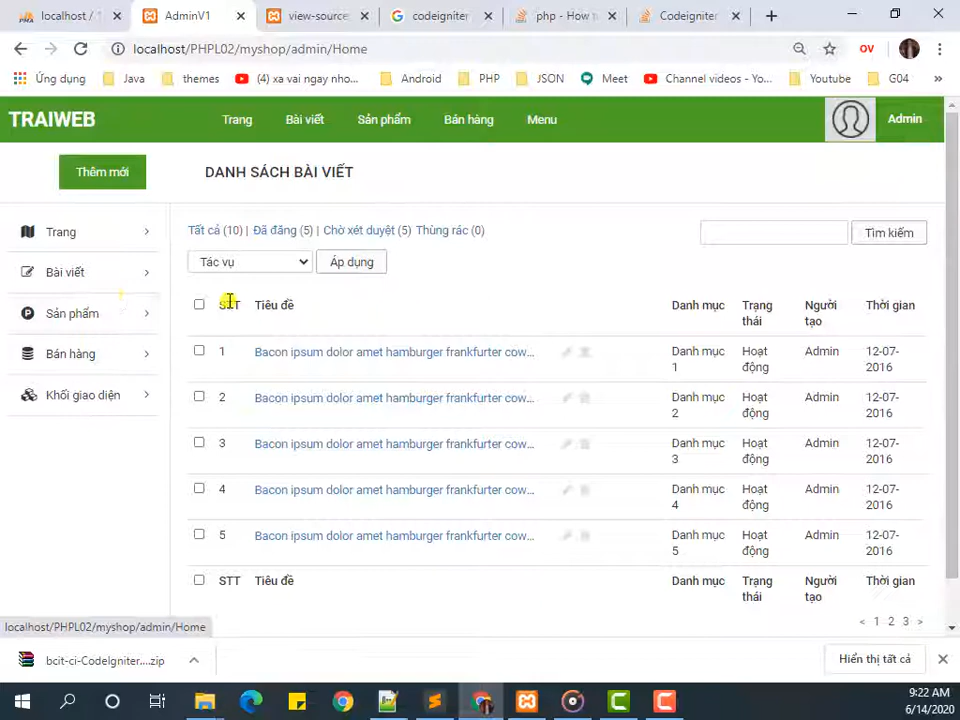 localhost / 1
AdminV1
view-source:
codeigniter
php - How t
Codeigniter
localhost/PHPL02/myshop/admin/Home
OV
Ứng dụng
Java
themes
(4) xa vai ngay nho...
Android
PHP
JSON
Meet
Channel videos - Yo...
Youtube
G04
»
TRAIWEB
Trang
Bài viết
Sản phẩm
Bán hàng
Menu
Admin
Thêm mới
DANH SÁCH BÀI VIẾT
Trang
Bài viết
Sản phẩm
Bán hàng
Khối giao diện
Tất cả (10) | Đã đăng (5) | Chờ xét duyệt (5) Thùng rác (0)
Tìm kiếm
Tác vụ
Áp dụng
STT Tiêu đề Danh mục Trạng thái Người tạo Thời gian
1 Bacon ipsum dolor amet hamburger frankfurter cow... Danh mục 1 Hoạt động Admin 12-07-2016
2 Bacon ipsum dolor amet hamburger frankfurter cow... Danh mục 2 Hoạt động Admin 12-07-2016
3 Bacon ipsum dolor amet hamburger frankfurter cow... Danh mục 3 Hoạt động Admin 12-07-2016
4 Bacon ipsum dolor amet hamburger frankfurter cow... Danh mục 4 Hoạt động Admin 12-07-2016
5 Bacon ipsum dolor amet hamburger frankfurter cow... Danh mục 5 Hoạt động Admin 12-07-2016
STT Tiêu đề Danh mục Trạng thái Người tạo Thời gian
< 1 2 3 >
localhost/PHPL02/myshop/admin/Home
bcit-ci-CodeIgniter....zip
Hiển thị tất cả
9:22 AM
6/14/2020